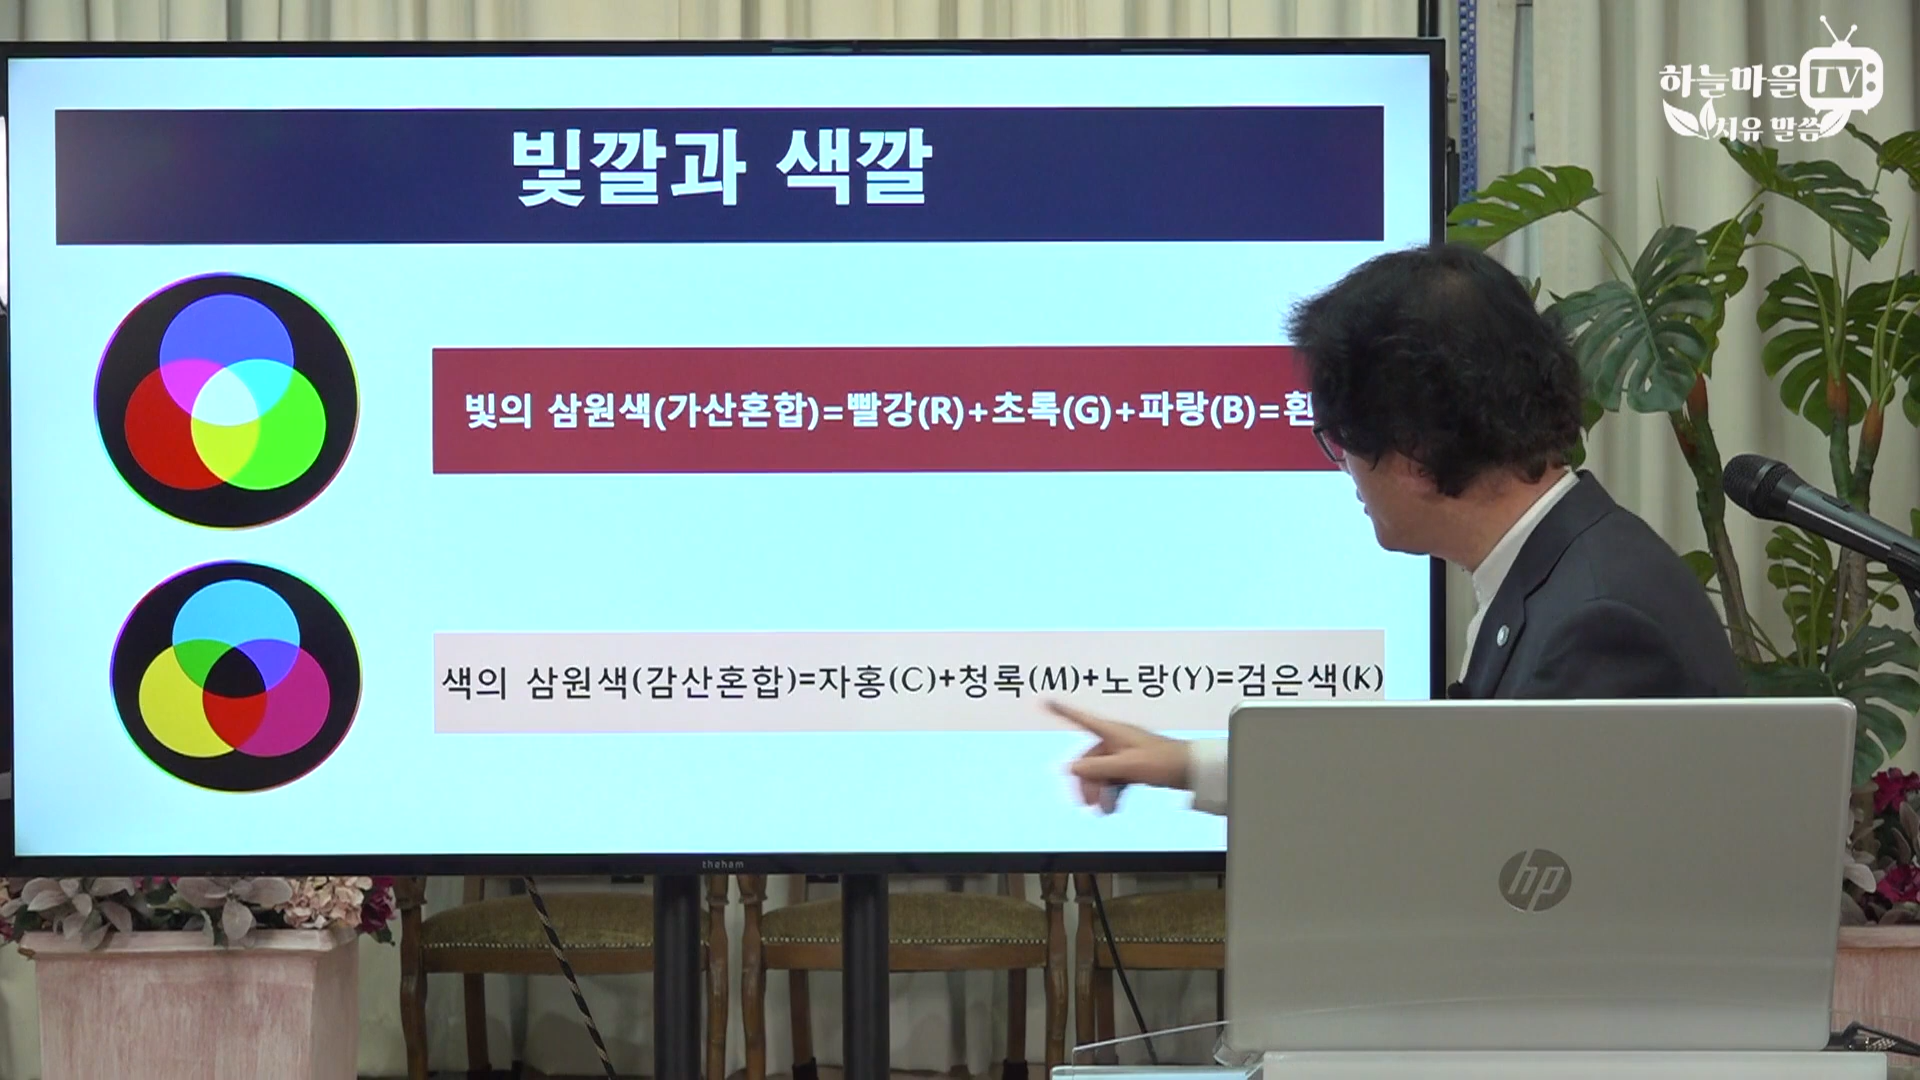 하늘마을TV
치유 말씀
빛깔과 색깔
빛의 삼원색(가산혼합)=빨강(R)+초록(G)+파랑(B)=흰
색의 삼원색(감산혼합)=자홍(C)+청록(M)+노랑(Y)=검은색(K)
theham
hp